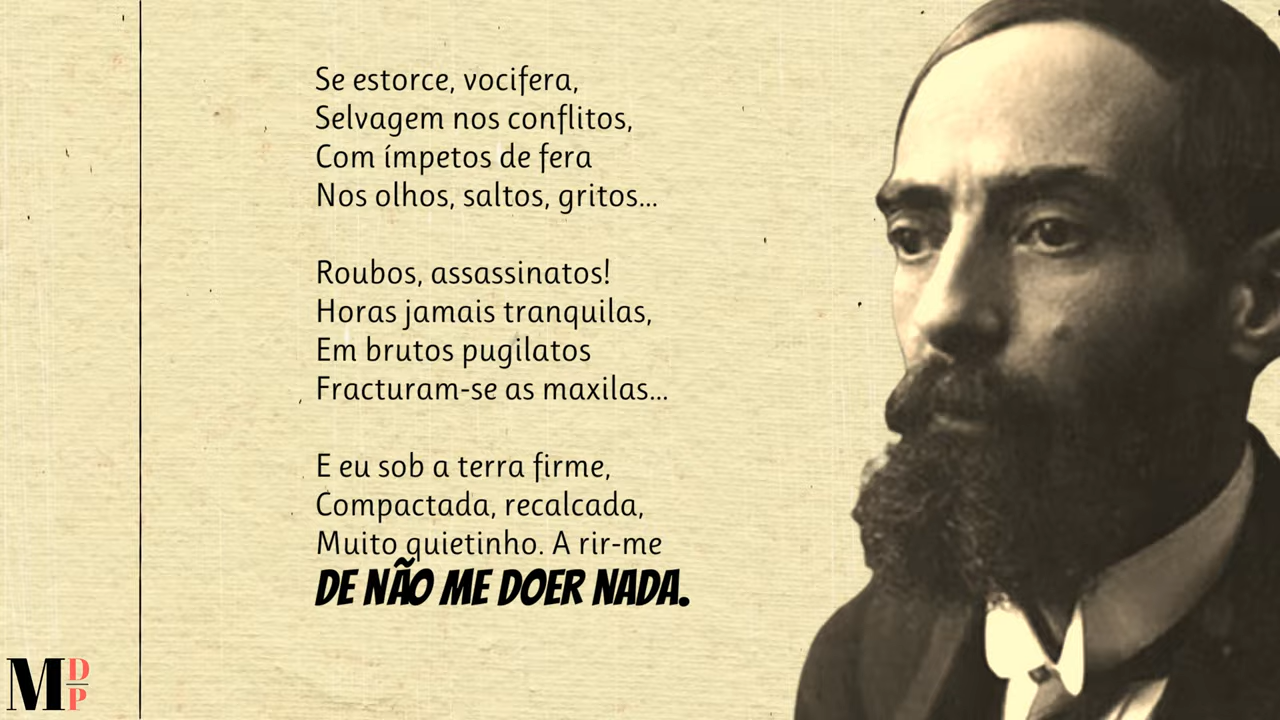 Se estorce, vocifera,
Selvagem nos conflitos,
Com ímpetos de fera
Nos olhos, saltos, gritos...
Roubos, assassinatos!
Horas jamais tranquilas,
Em brutos pugilatos
Fracturam-se as maxilas...
E eu sob a terra firme,
Compactada, recalcada,
Muito quietinho. A rir-me
DE NÃO ME DOER NADA.
M D P